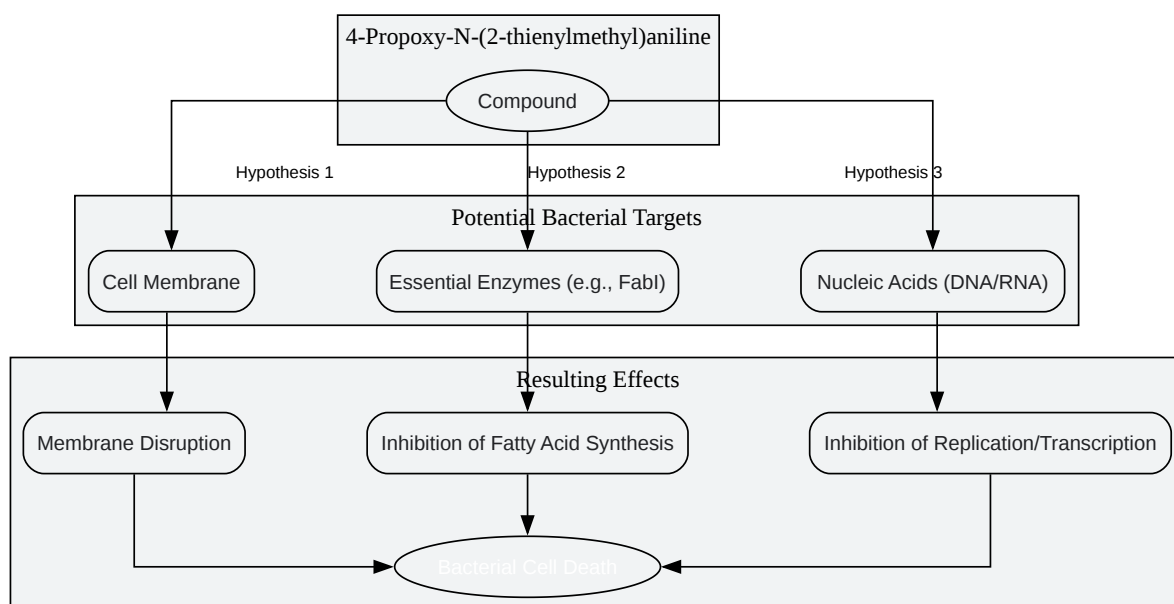 4-Propoxy-N-(2-thienylmethyl)aniline
Compound
Hypothesis 1
Hypothesis 2
Hypothesis 3
Potential Bacterial Targets
Cell Membrane
Essential Enzymes (e.g., FabI)
Nucleic Acids (DNA/RNA)
Resulting Effects
Membrane Disruption
Inhibition of Fatty Acid Synthesis
Inhibition of Replication/Transcription
Bacterial Cell Death